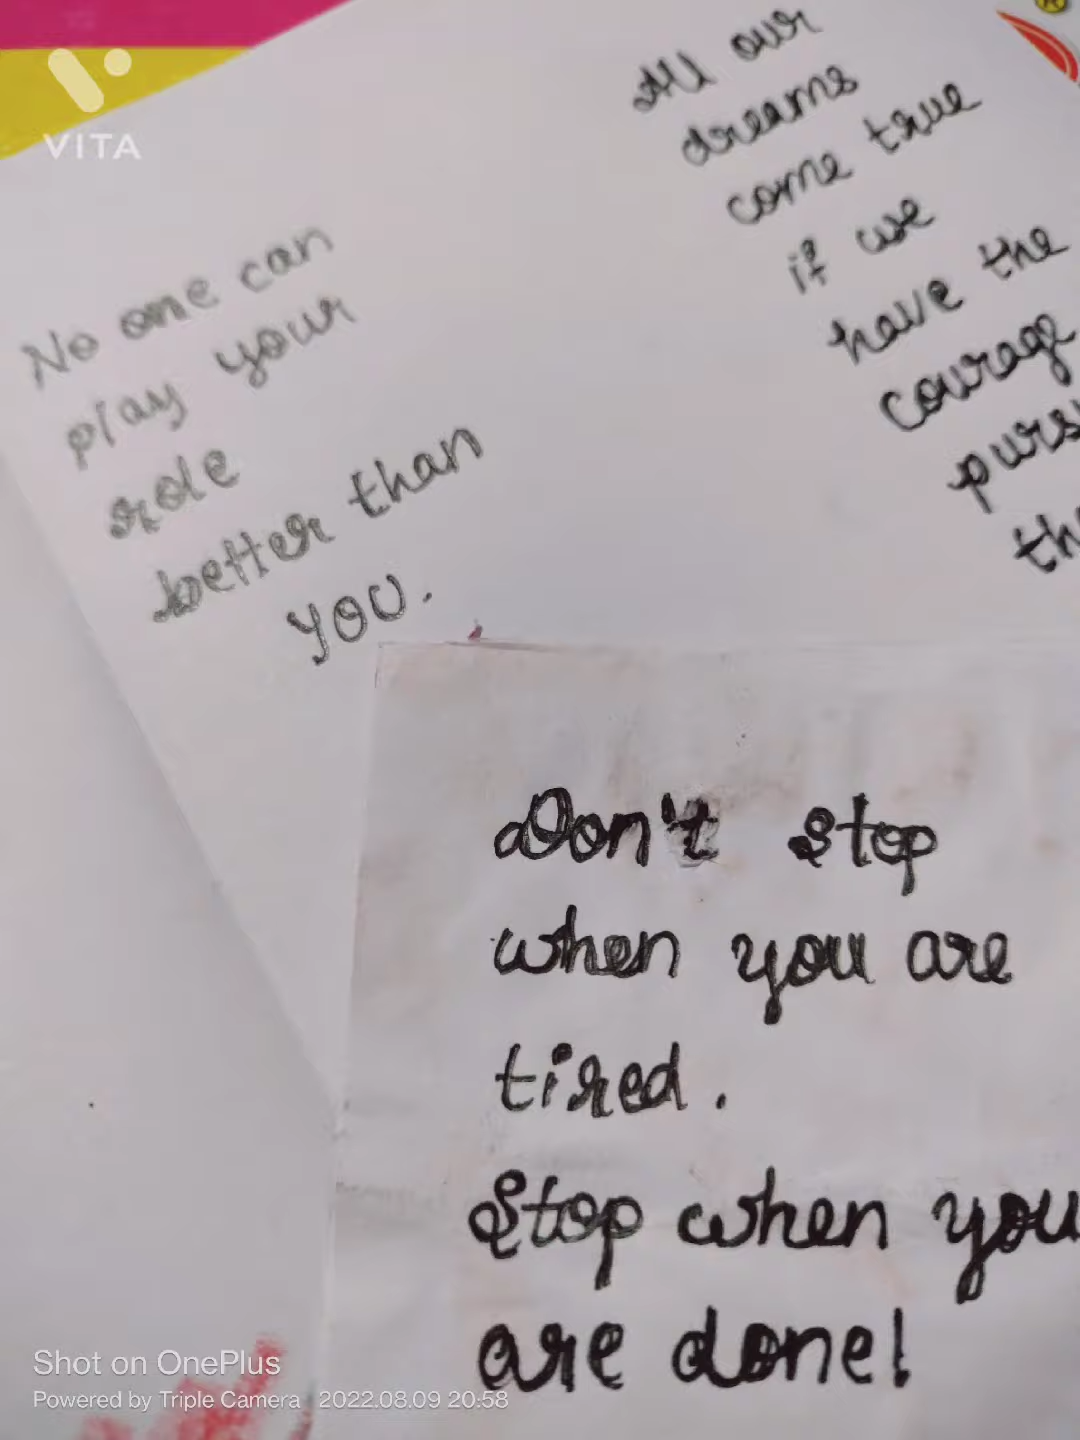 VITA
No one can
play your
role
better than
you.
All our
dreams
come true
if we
have the
courage
Don't stop
when you are
tired.
Stop when you
are done!
Shot on OnePlus
Powered by Triple Camera 2022.08.09 20:58